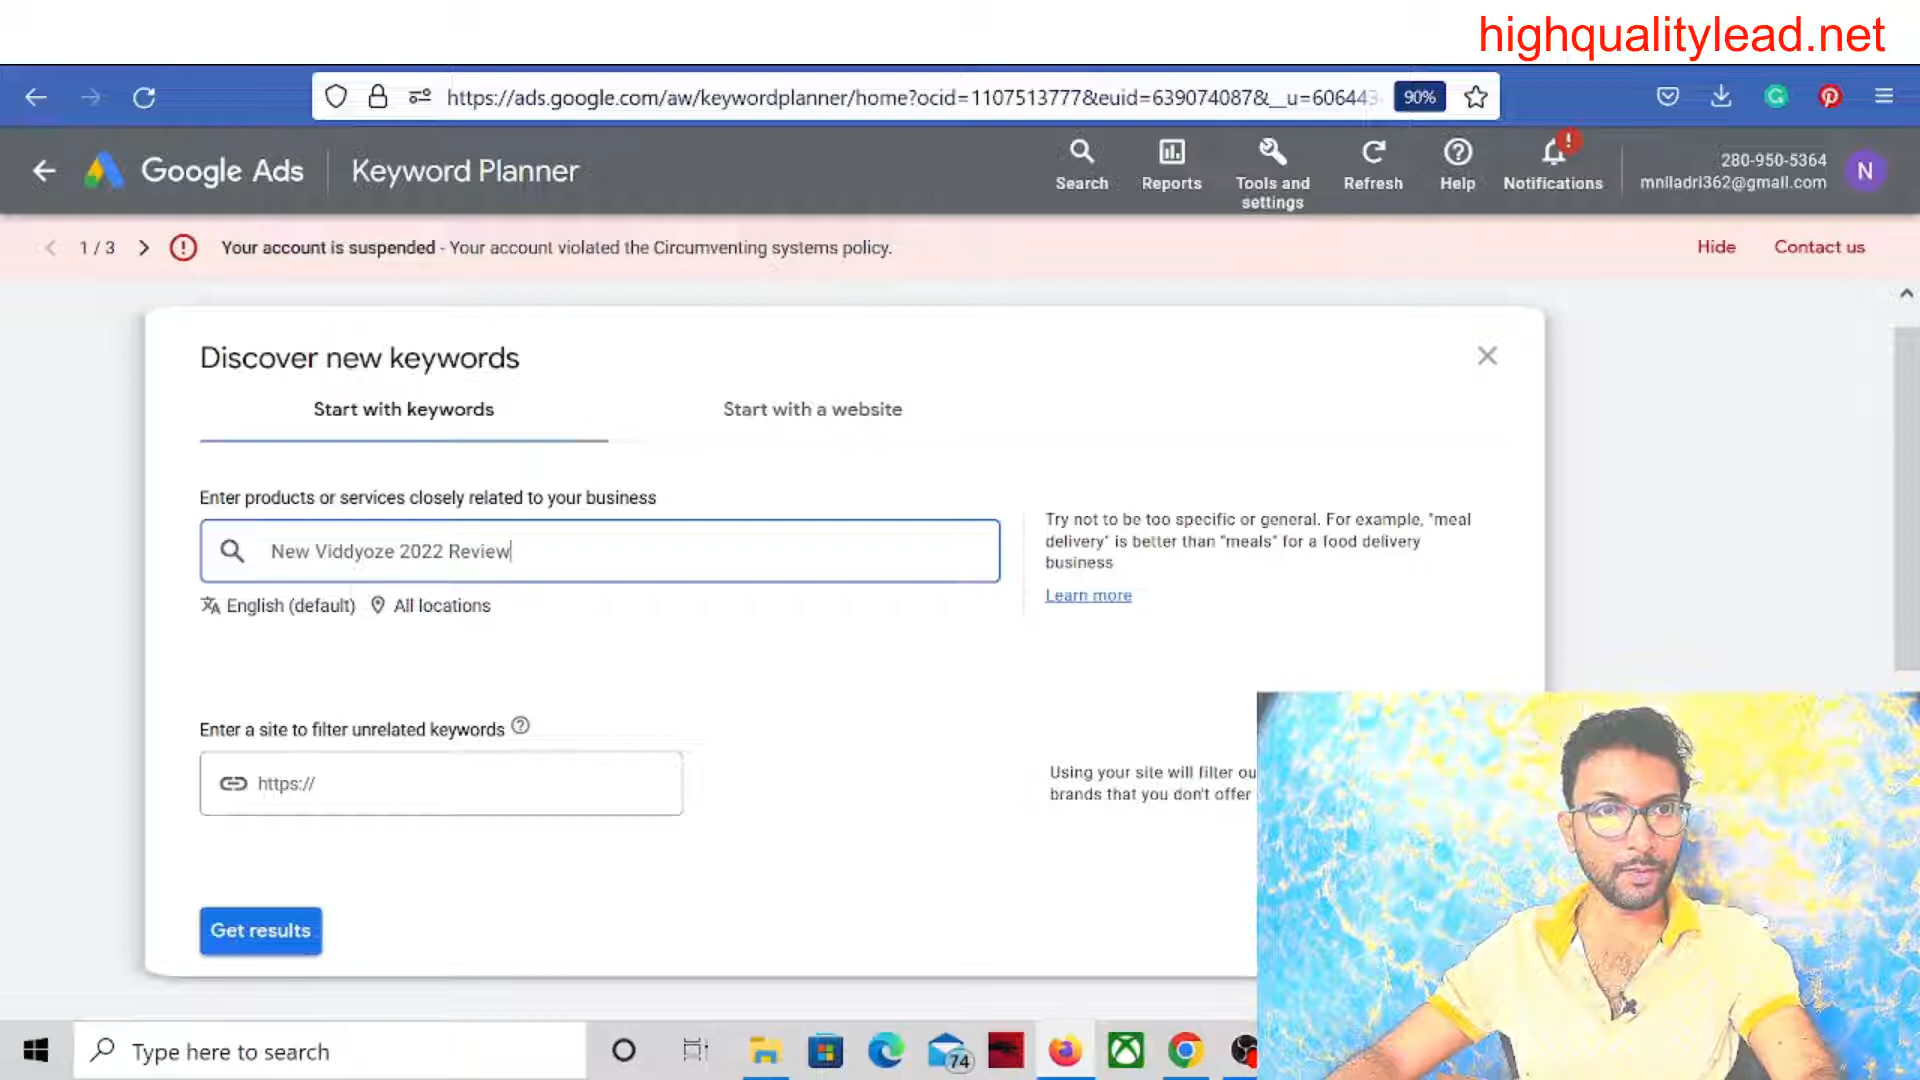 highqualitylead.net
https://ads.google.com/aw/keywordplanner/home?ocid=1107513777&euid=639074087&__u=606443
90%
Google Ads
Keyword Planner
Search
Reports
Tools and
settings
Refresh
Help
Notifications
280-950-5364
mniladri362@gmail.com
N
1 / 3
Your account is suspended - Your account violated the Circumventing systems policy.
Hide
Contact us
Discover new keywords
Start with keywords
Start with a website
Enter products or services closely related to your business
New Viddyoze 2022 Review
English (default)
All locations
Try not to be too specific or general. For example, "meal
delivery" is better than "meals" for a food delivery
business
Learn more
Enter a site to filter unrelated keywords
https://
Using your site will filter ou
brands that you don't offer
Get results
Type here to search
74